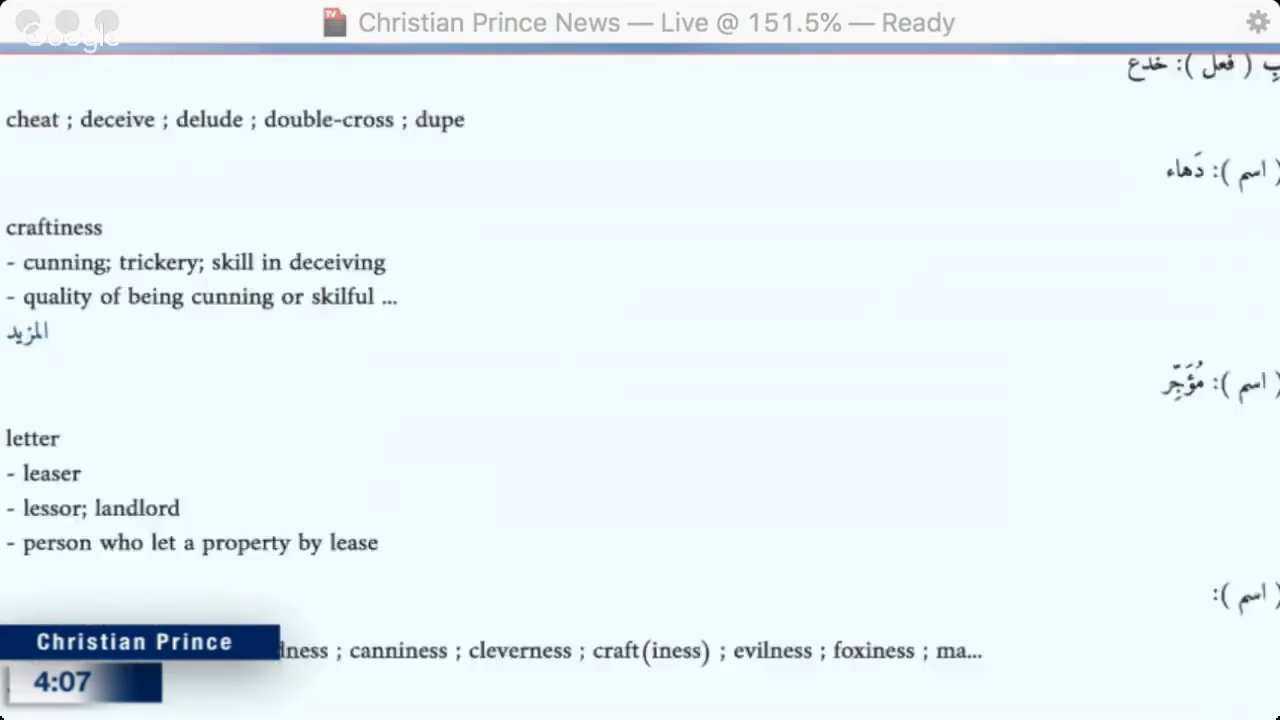 Christian Prince News — Live @ 151.5% — Ready
Google
( فعل ): خدع
cheat ; deceive ; delude ; double-cross ; dupe
( اسم ): دَهاء
craftiness
- cunning; trickery; skill in deceiving
- quality of being cunning or skilful ...
المزيد
( اسم ): مُؤَجِّر
letter
- leaser
- lessor; landlord
- person who let a property by lease
( اسم ):
; canniness ; cleverness ; craft(iness) ; evilness ; foxiness ; ma...
Christian Prince
4:07